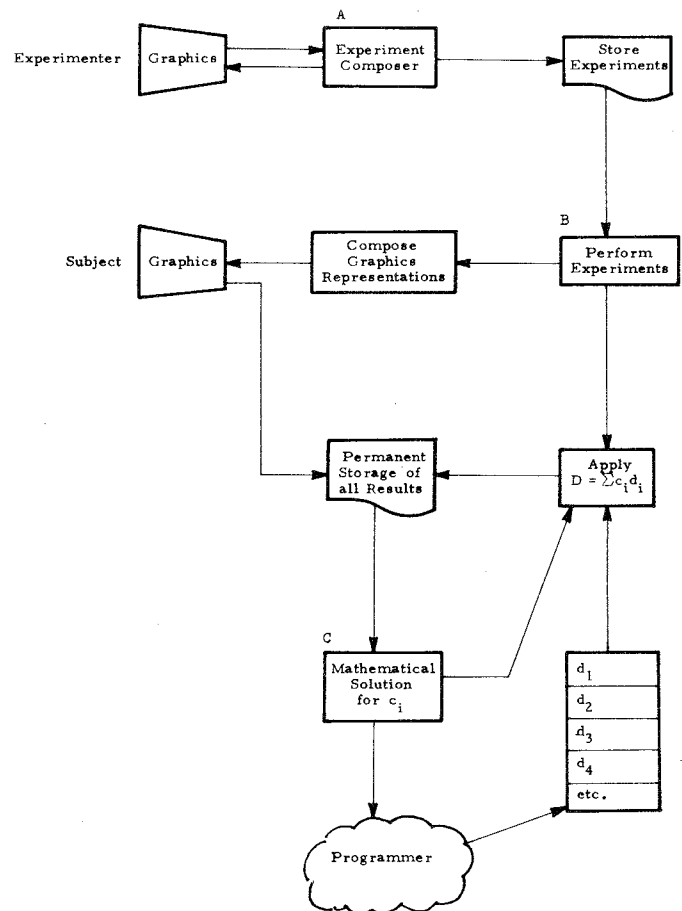 A
Experimenter
Graphics
Experiment
Composer
Store
Experiments
B
Subject
Graphics
Compose
Graphics
Representations
Perform
Experiments
Permanent
Storage of
all Results
Apply
D = ∑c_i d_i
C
Mathematical
Solution
for c_i
d_1
d_2
d_3
d_4
etc.
Programmer